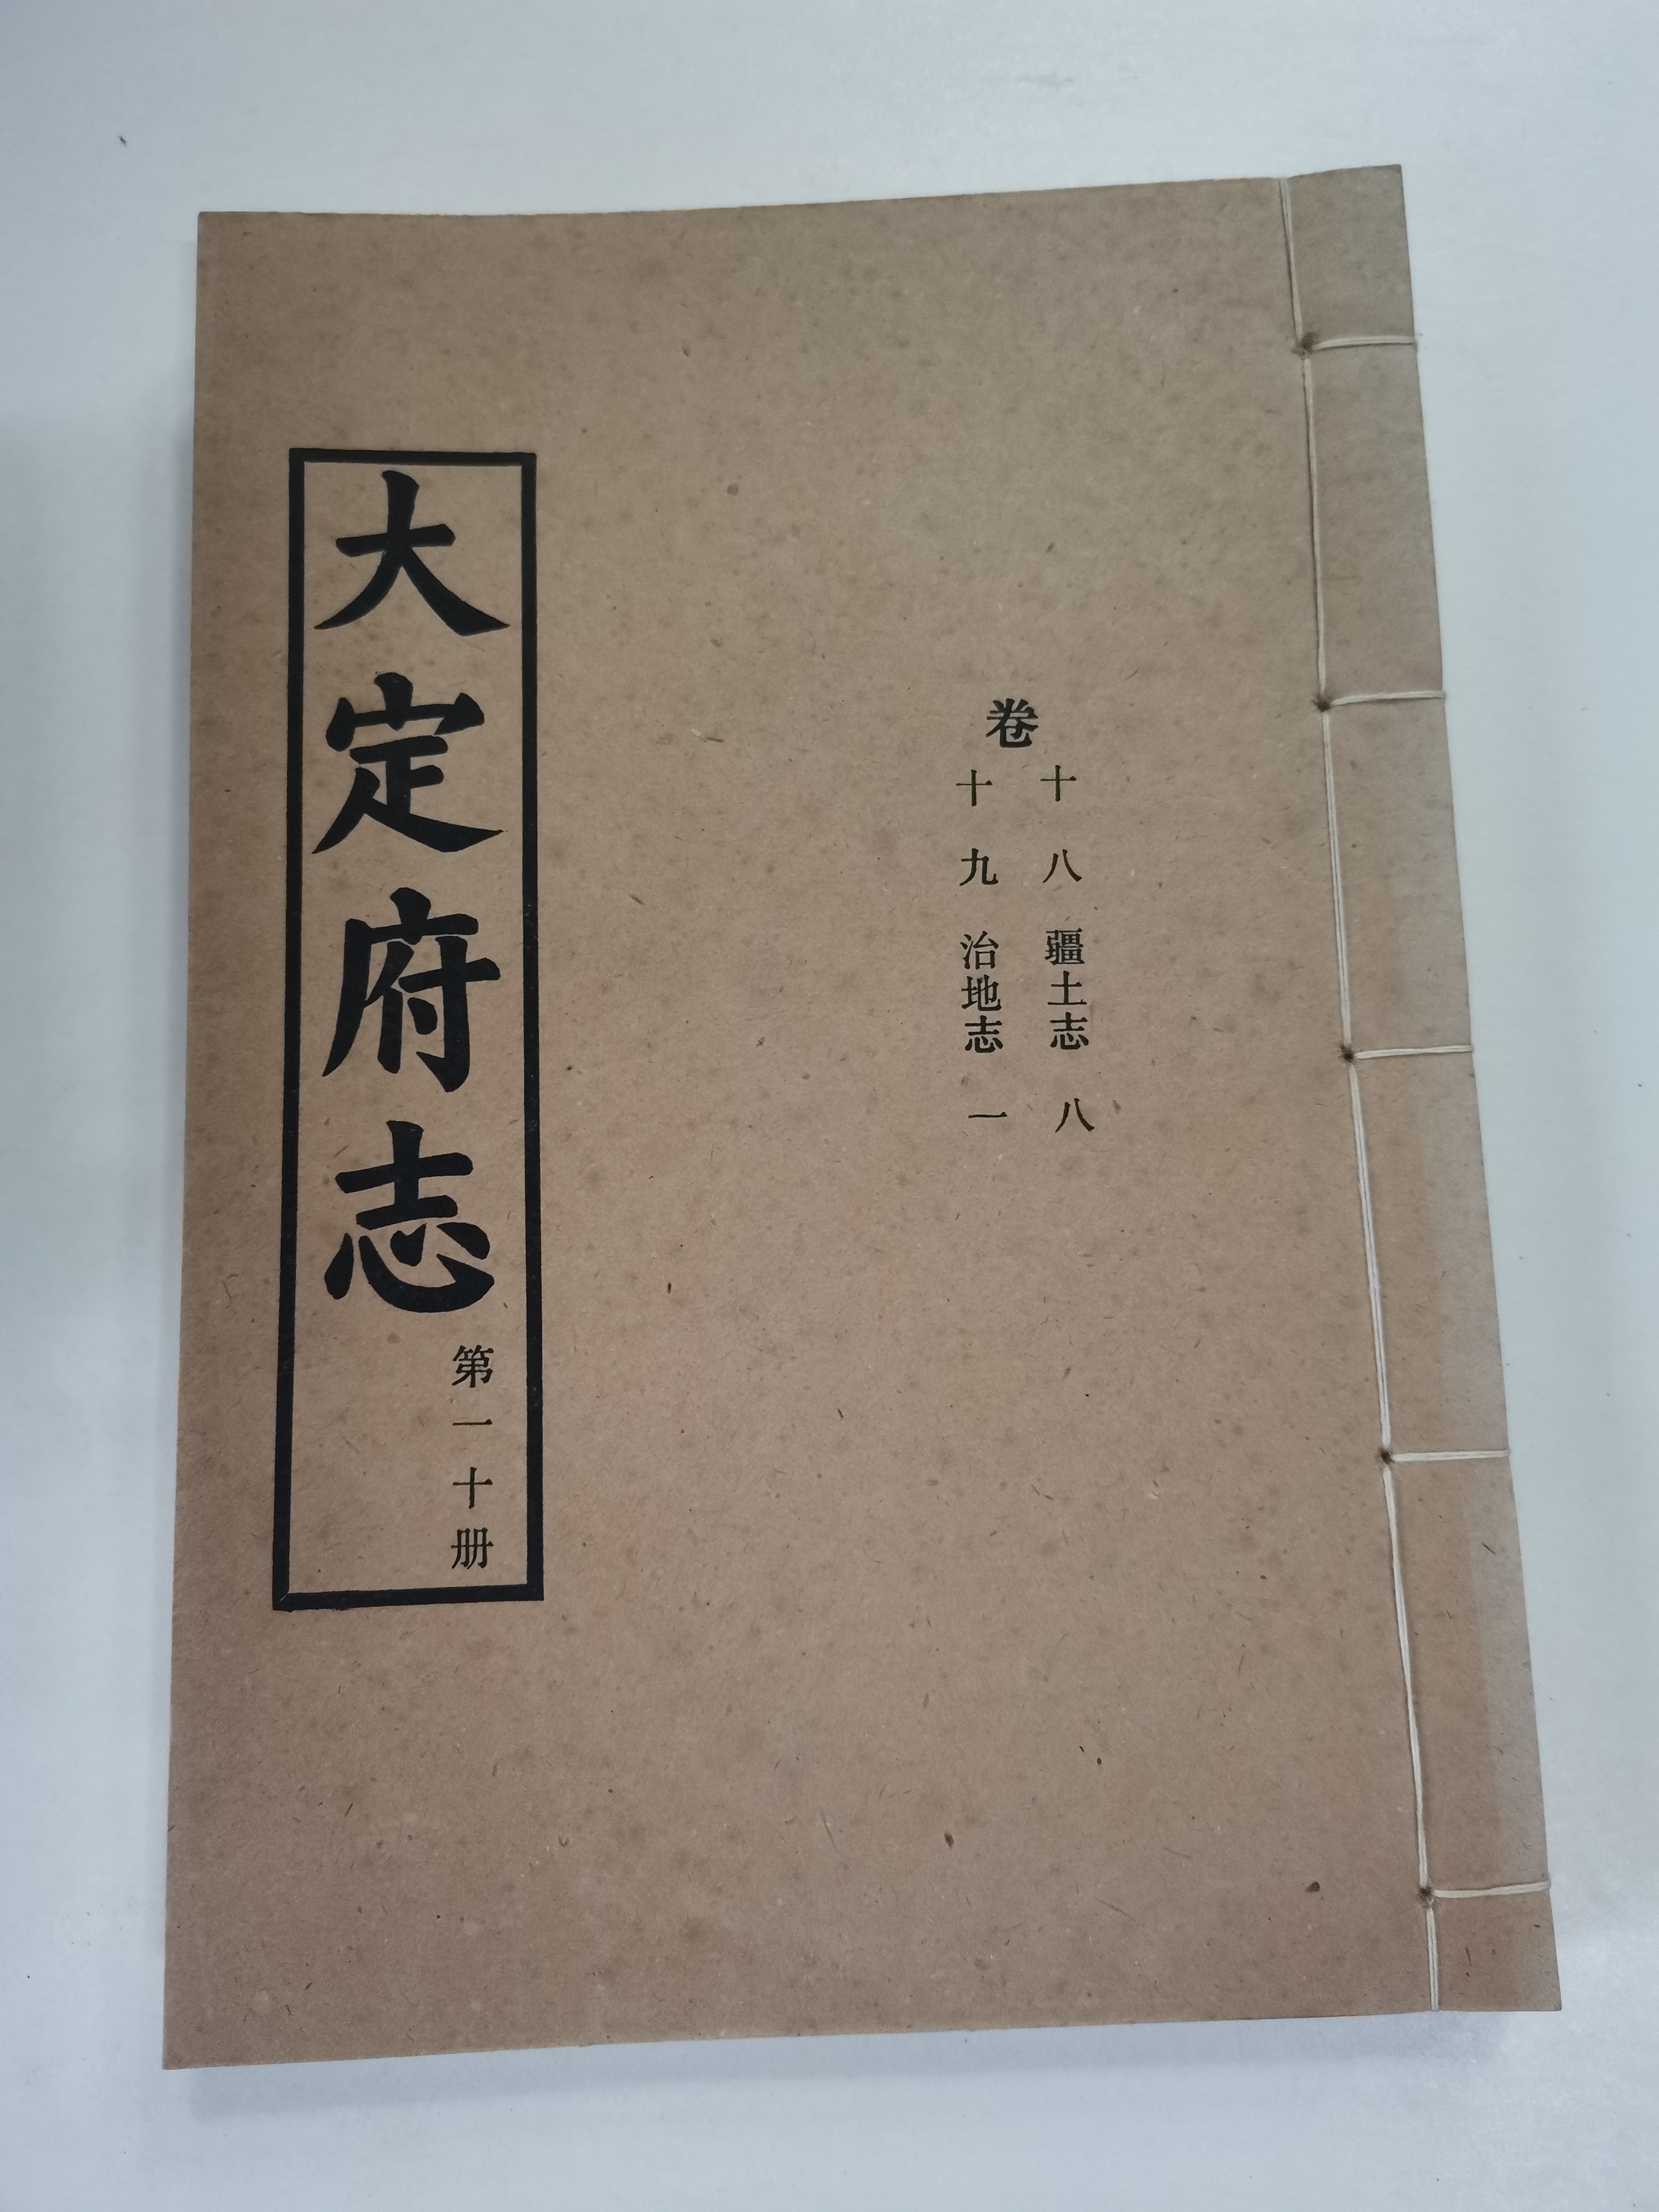 卷
十八 疆土志 八
十九 治地志 一
大定府志
第一十册